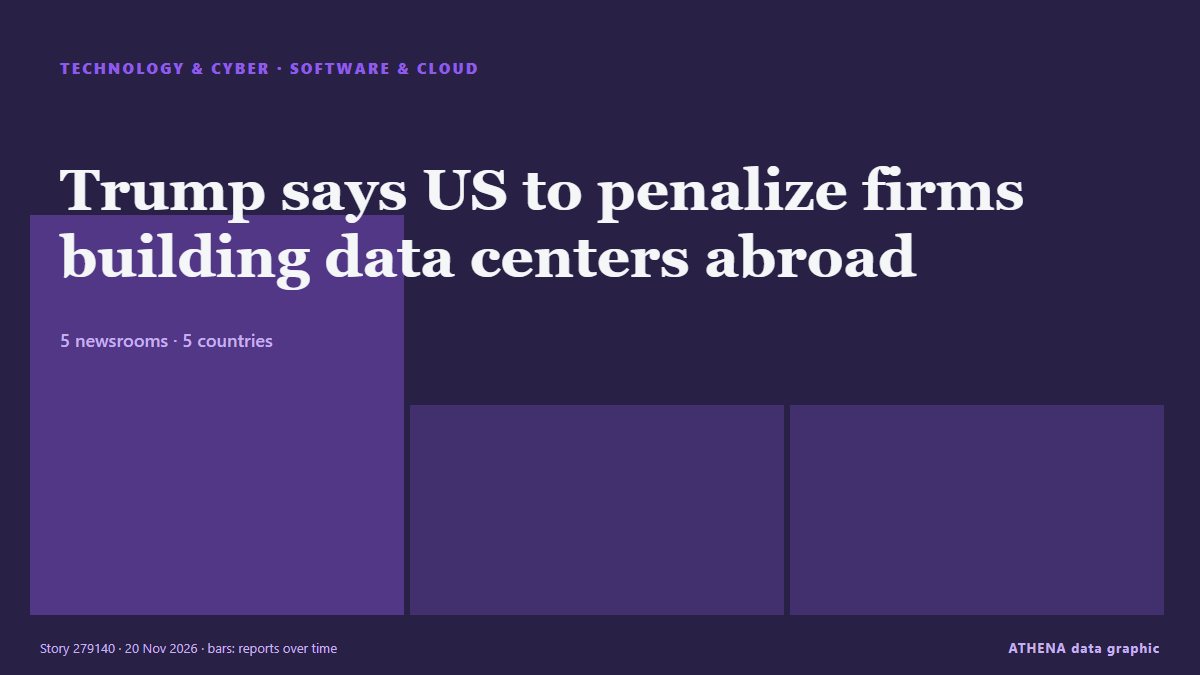 TECHNOLOGY & CYBER · SOFTWARE & CLOUD
Trump says US to penalize firms
building data centers abroad
5 newsrooms · 5 countries
Story 279140 · 20 Nov 2026 · bars: reports over time
ATHENA data graphic